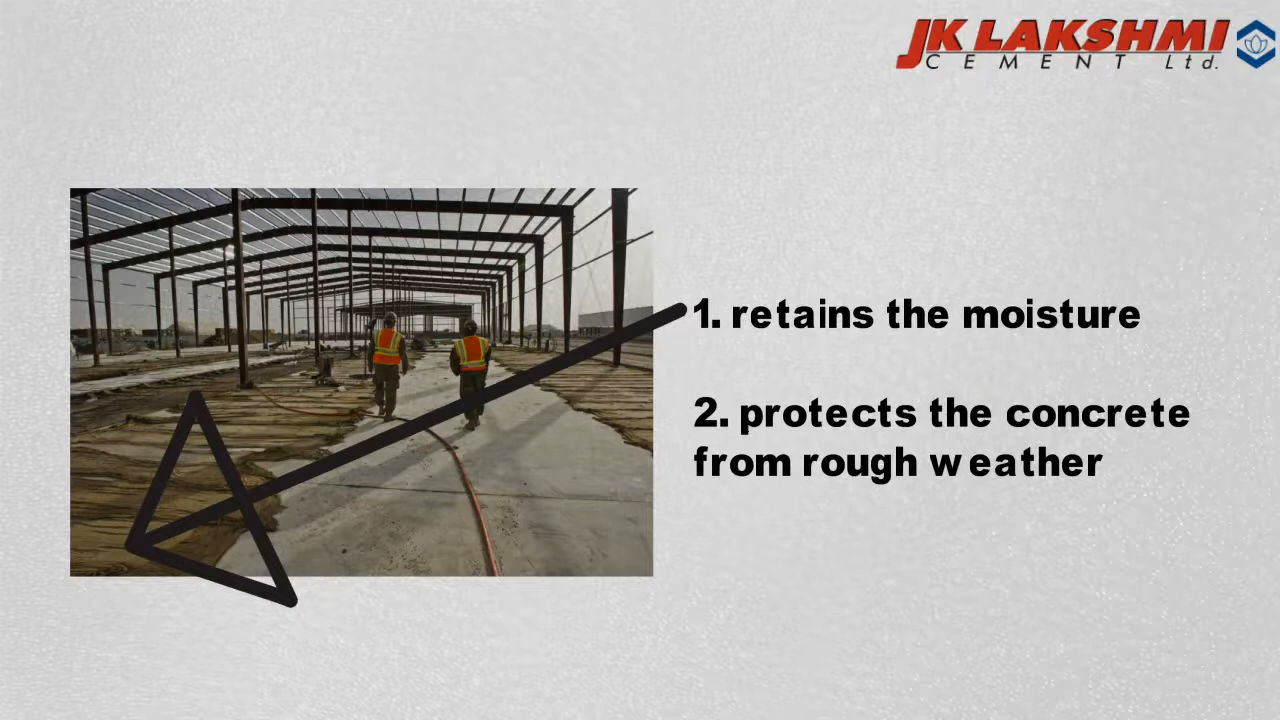 JK LAKSHMI
CEMENT Ltd.
1. retains the moisture
2. protects the concrete
from rough weather